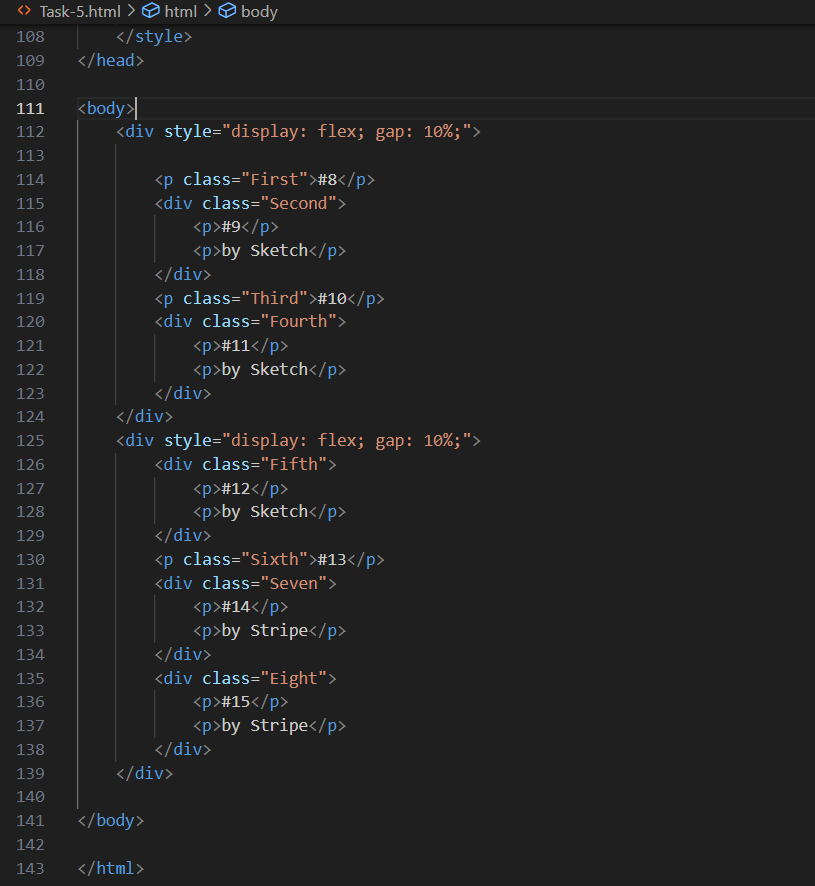 Task-5.html > html > body
108 </style>
109 </head>
110
111 <body>
112 <div style="display: flex; gap: 10%;">
113
114 <p class="First">#8</p>
115 <div class="Second">
116 <p>#9</p>
117 <p>by Sketch</p>
118 </div>
119 <p class="Third">#10</p>
120 <div class="Fourth">
121 <p>#11</p>
122 <p>by Sketch</p>
123 </div>
124 </div>
125 <div style="display: flex; gap: 10%;">
126 <div class="Fifth">
127 <p>#12</p>
128 <p>by Sketch</p>
129 </div>
130 <p class="Sixth">#13</p>
131 <div class="Seven">
132 <p>#14</p>
133 <p>by Stripe</p>
134 </div>
135 <div class="Eight">
136 <p>#15</p>
137 <p>by Stripe</p>
138 </div>
139 </div>
140
141 </body>
142
143 </html>